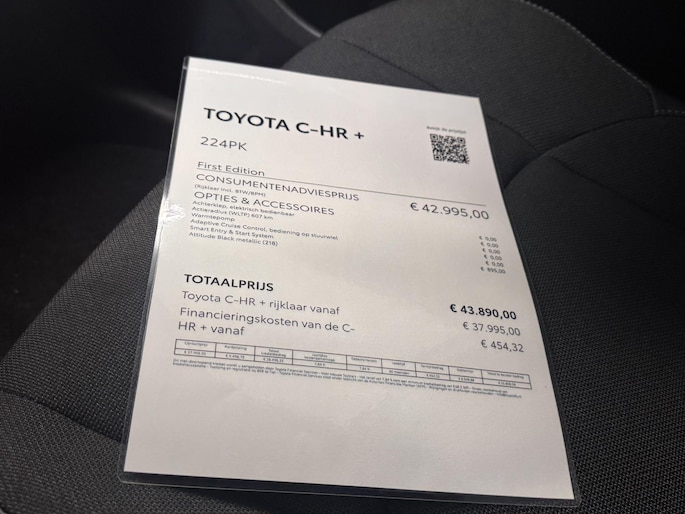 TOYOTA C-HR +
Bekijk de prijslijst
224PK
First Edition
CONSUMENTENADVIESPRIJS € 42.995,00
(Rijklaar incl. BTW/BPM)
OPTIES & ACCESSOIRES
Achterklep, elektrisch bedienbaar € 0,00
Actieradius (WLTP) 607 km € 0,00
Warmtepomp € 0,00
Adaptive Cruise Control, bediening op stuurwiel € 0,00
Smart Entry & Start System € 0,00
Attitude Black metallic (218) € 895,00
TOTAALPRIJS € 43.890,00
Toyota C-HR + rijklaar vanaf € 37.995,00
Financieringskosten van de C-HR + vanaf € 454,32